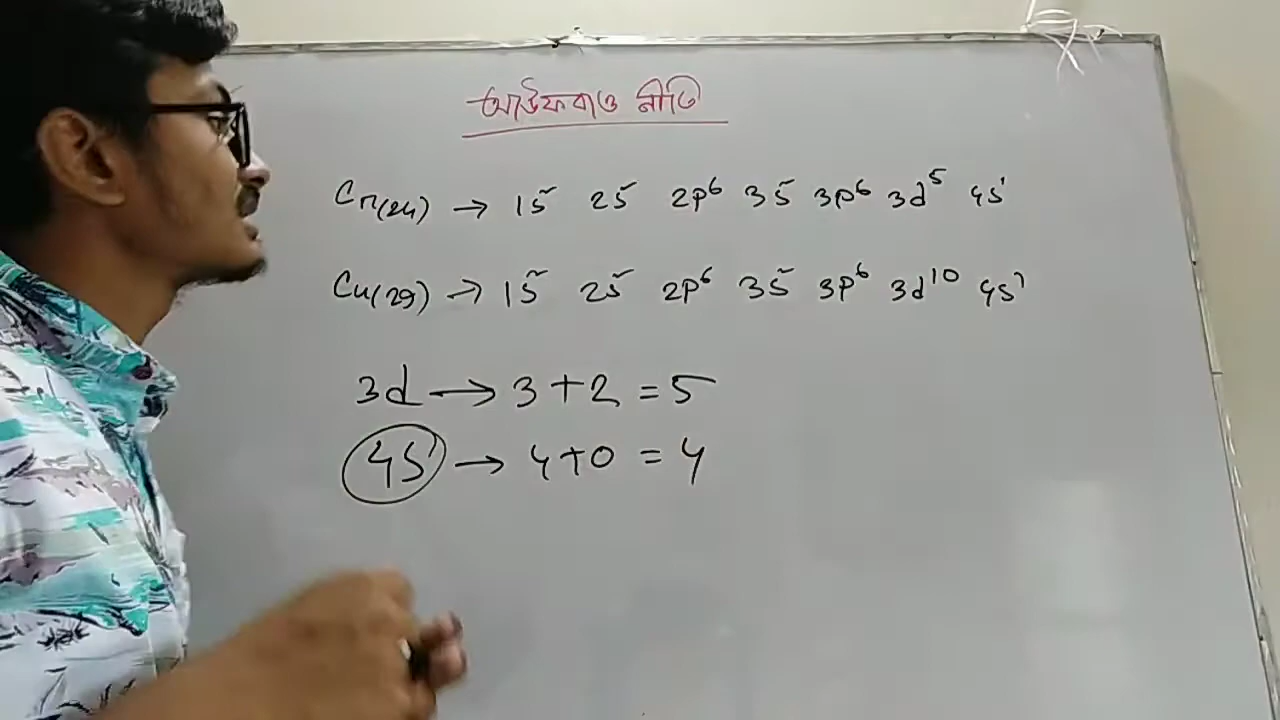 আউফবাও নীতি
Cr(24) → 1s² 2s² 2p⁶ 3s² 3p⁶ 3d⁵ 4s¹
Cu(29) → 1s² 2s² 2p⁶ 3s² 3p⁶ 3d¹⁰ 4s¹
3d → 3+2 = 5
4s → 4+0 = 4